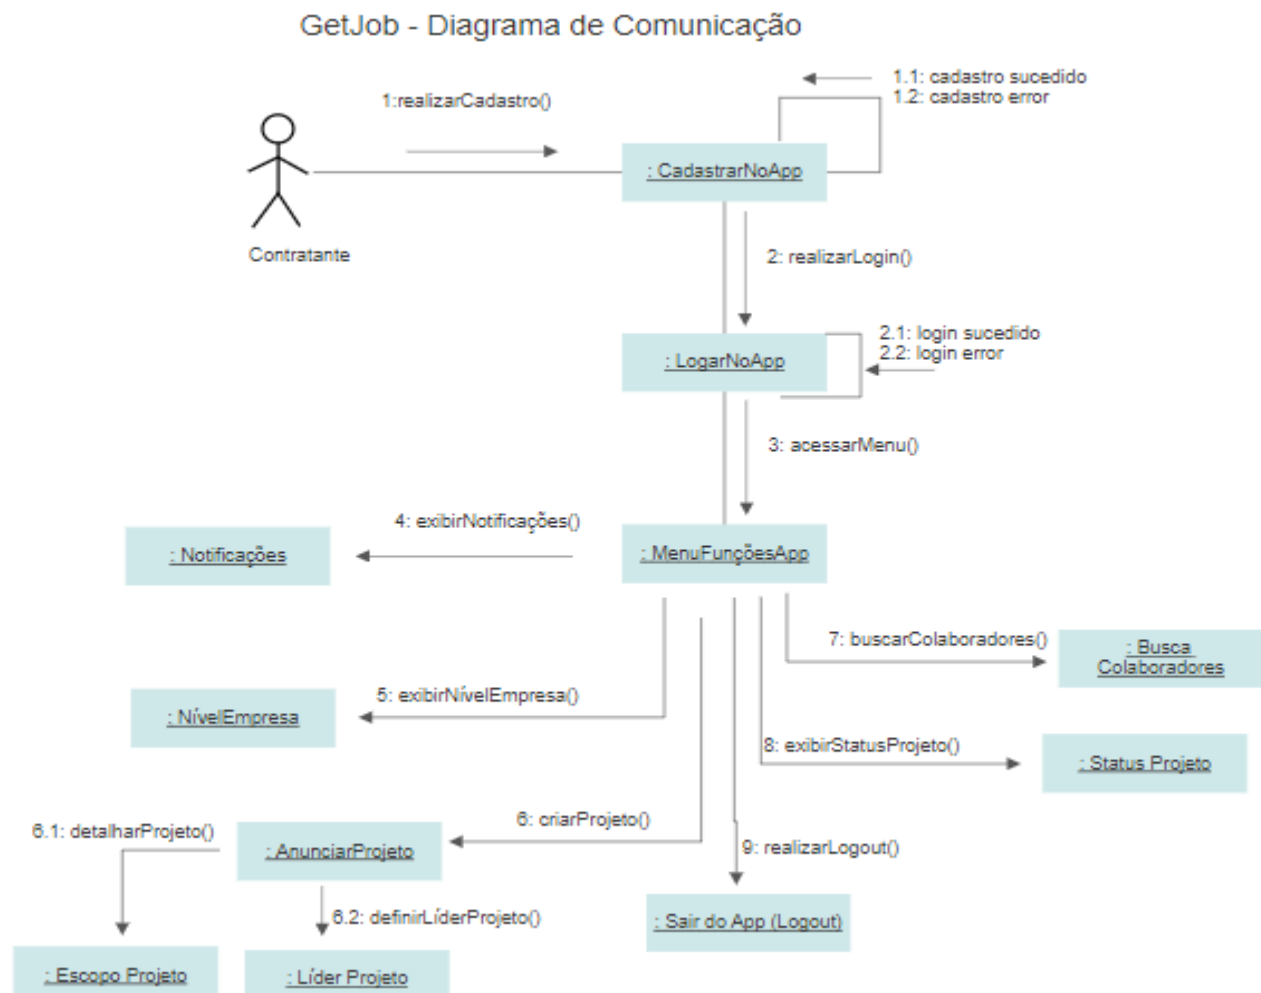 GetJob - Diagrama de Comunicação
1.1: cadastro sucedido
1.2: cadastro error
1:realizarCadastro()
: CadastrarNoApp
Contratante
2: realizarLogin()
2.1: login sucedido
2.2: login error
: LogarNoApp
3: acessarMenu()
4: exibirNotificações()
: Notificações
: MenuFunçõesApp
7: buscarColaboradores()
: Busca
Colaboradores
5: exibirNívelEmpresa()
: NívelEmpresa
8: exibirStatusProjeto()
: Status Projeto
6: criarProjeto()
6.1: detalharProjeto()
: AnunciarProjeto
9: realizarLogout()
6.2: definirLíderProjeto()
: Sair do App (Logout)
: Escopo Projeto
: Líder Projeto